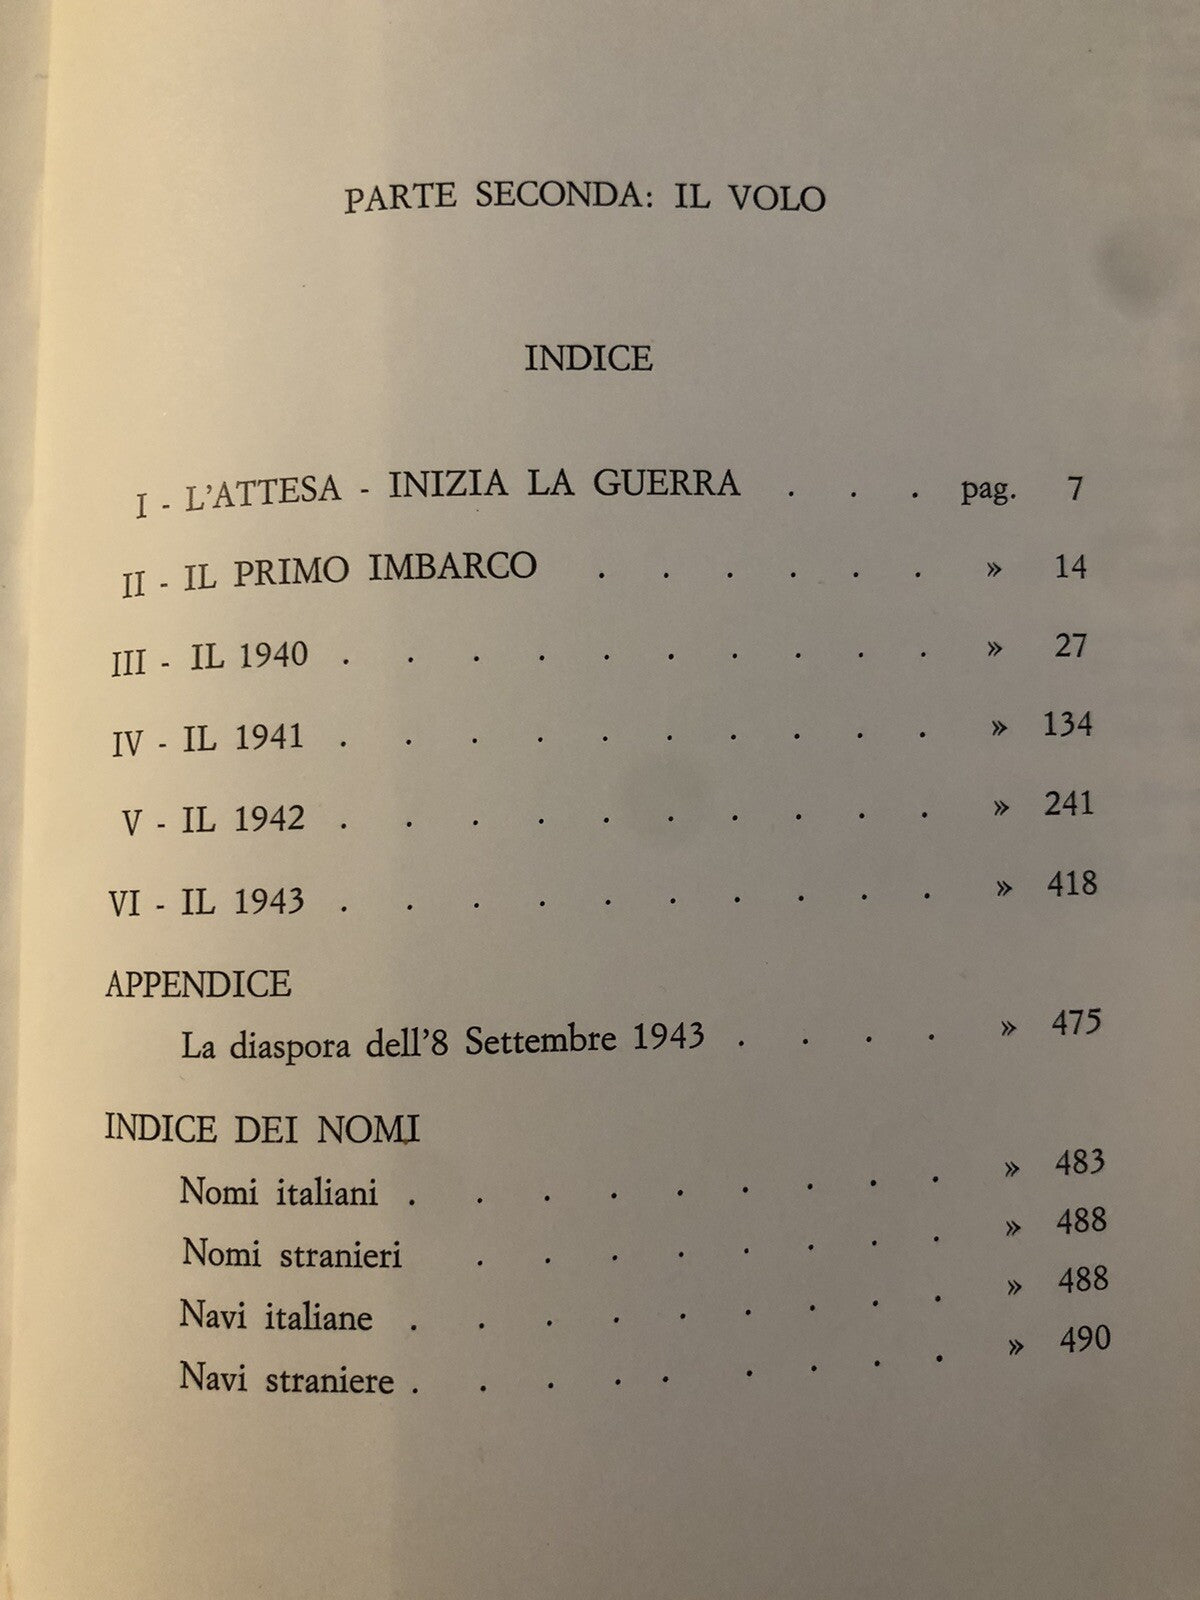 PARTE SECONDA: IL VOLO
INDICE
I - L'ATTESA - INIZIA LA GUERRA . . . pag. 7
II - IL PRIMO IMBARCO . . . . . . » 14
III - IL 1940 . . . . . . . . . . » 27
IV - IL 1941 . . . . . . . . . . » 134
V - IL 1942 . . . . . . . . . . » 241
VI - IL 1943 . . . . . . . . . . » 418
APPENDICE
La diaspora dell'8 Settembre 1943 . . . . » 475
INDICE DEI NOMI
Nomi italiani . . . . . . . . . » 483
Nomi stranieri . . . . . . . . » 488
Navi italiane . . . . . . . . . » 488
Navi straniere . . . . . . . . . » 490